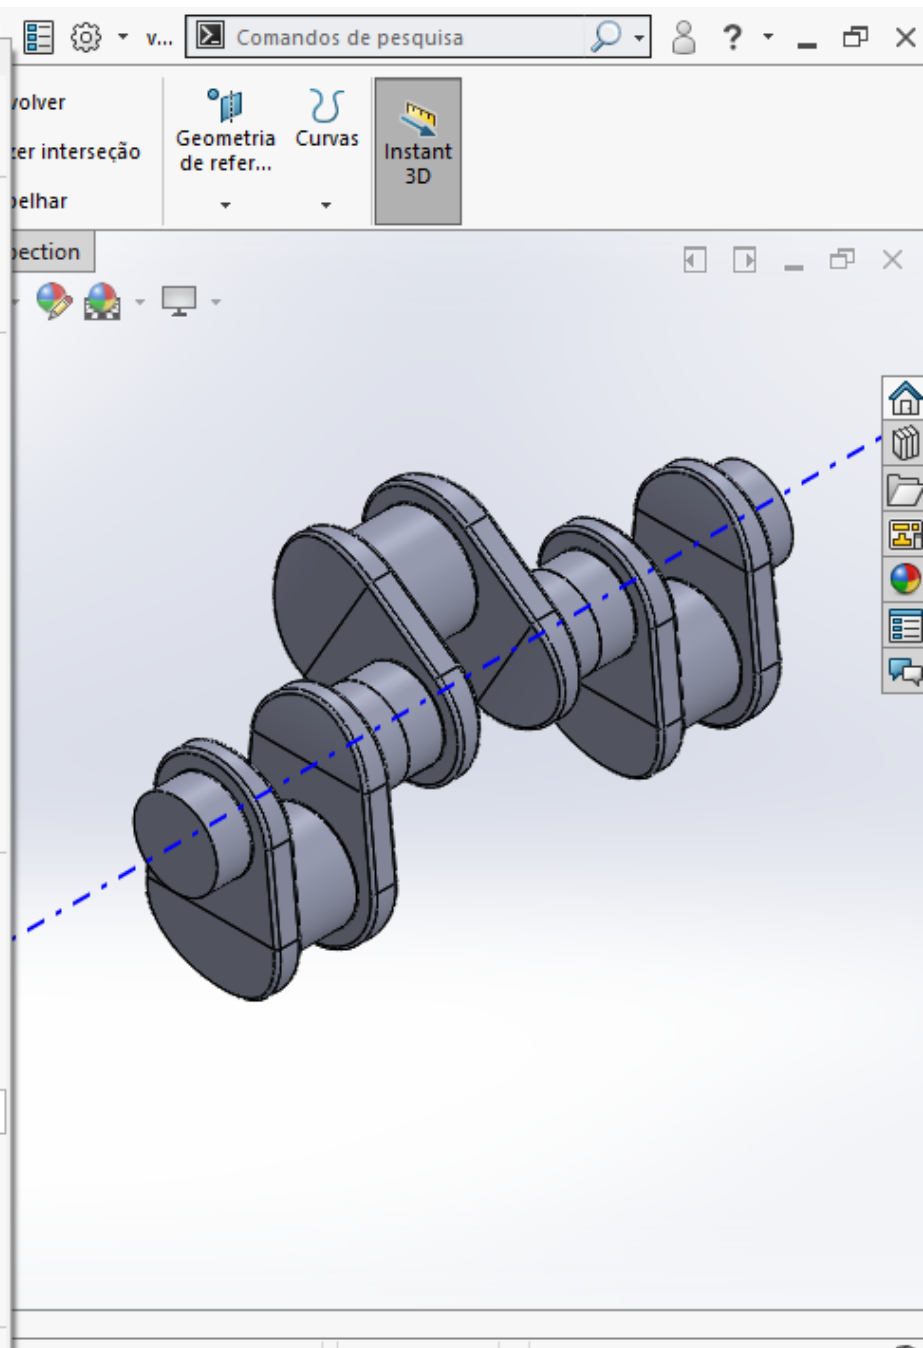 v...
Comandos de pesquisa
?
volver
zer interseção
pelhar
Geometria
de refer...
Curvas
Instant
3D
pection